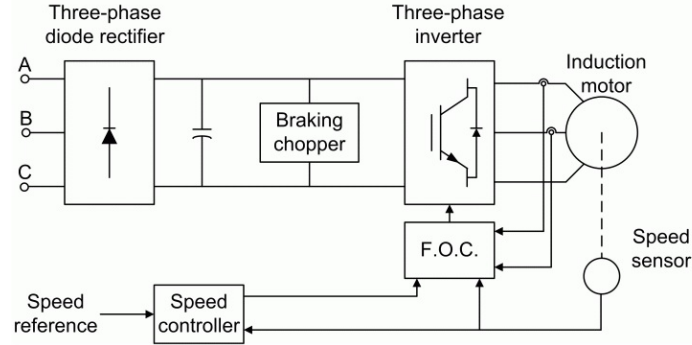 Three-phase
diode rectifier
Three-phase
inverter
Induction
motor
A
B
C
Braking
chopper
F.O.C.
Speed
sensor
Speed
reference
Speed
controller